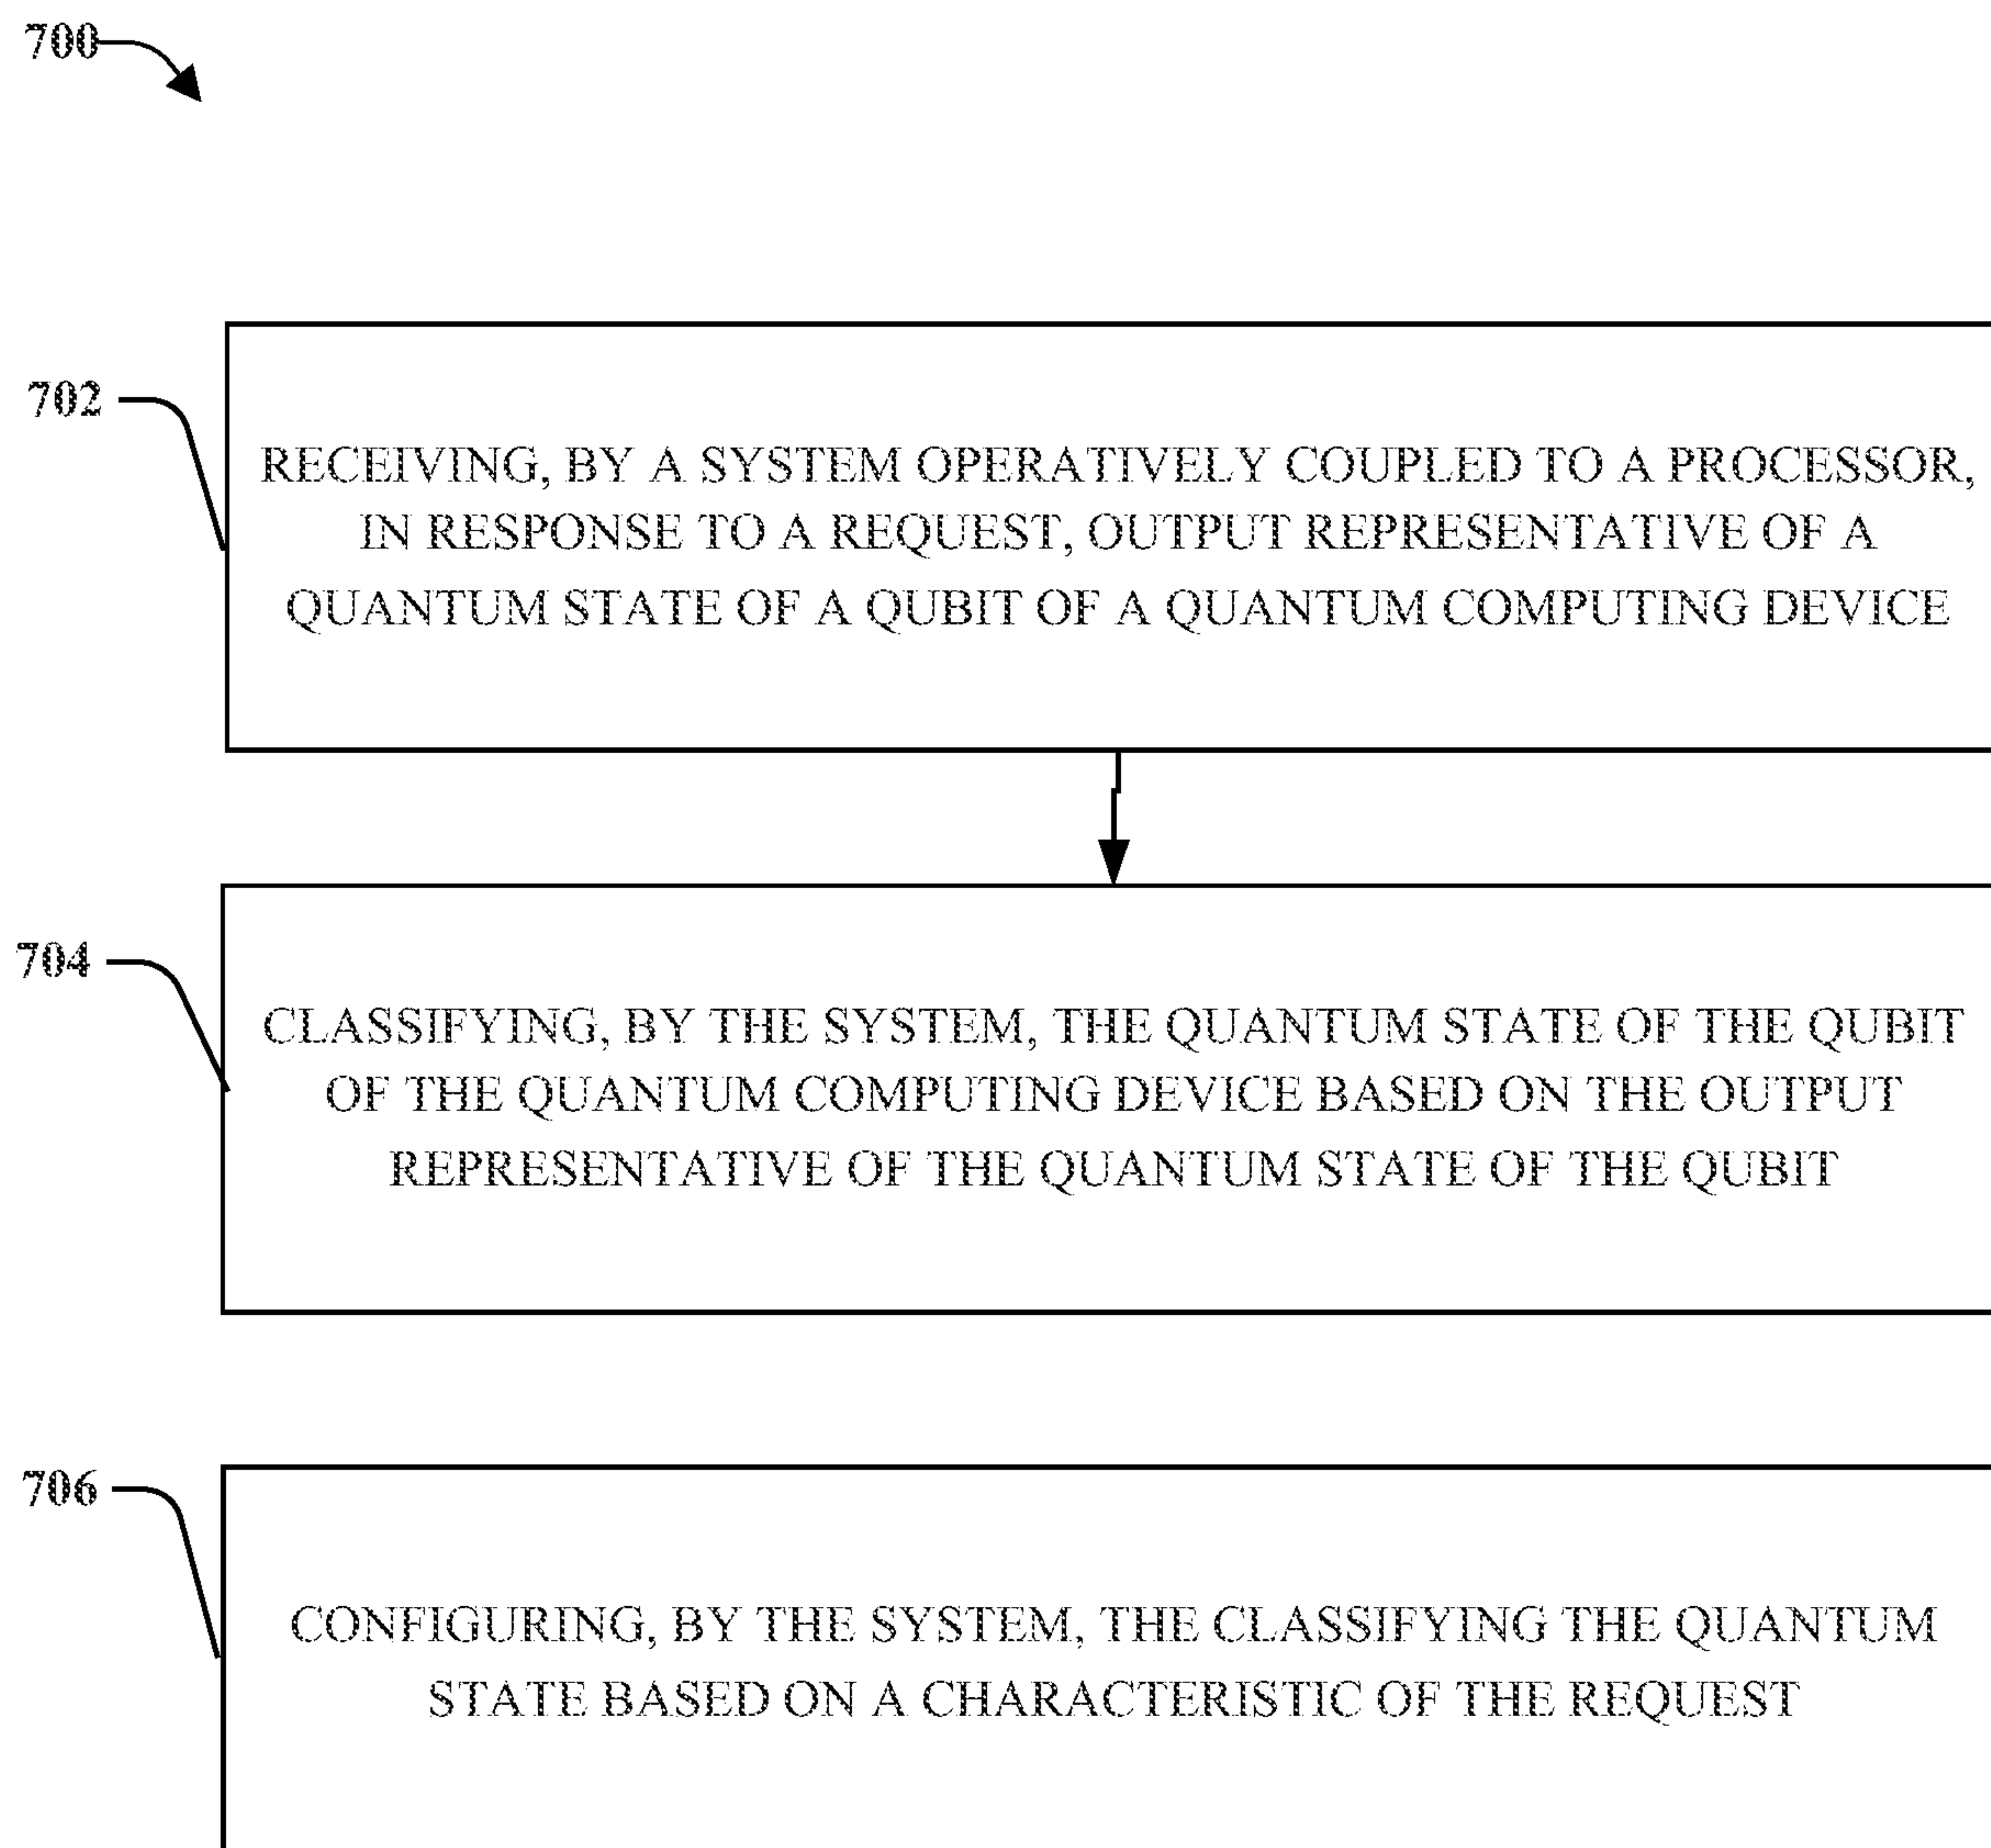 700
702
RECEIVING, BY A SYSTEM OPERATIVELY COUPLED TO A PROCESSOR,
IN RESPONSE TO A REQUEST, OUTPUT REPRESENTATIVE OF A
QUANTUM STATE OF A QUBIT OF A QUANTUM COMPUTING DEVICE
704
CLASSIFYING, BY THE SYSTEM, THE QUANTUM STATE OF THE QUBIT
OF THE QUANTUM COMPUTING DEVICE BASED ON THE OUTPUT
REPRESENTATIVE OF THE QUANTUM STATE OF THE QUBIT
706
CONFIGURING, BY THE SYSTEM, THE CLASSIFYING THE QUANTUM
STATE BASED ON A CHARACTERISTIC OF THE REQUEST